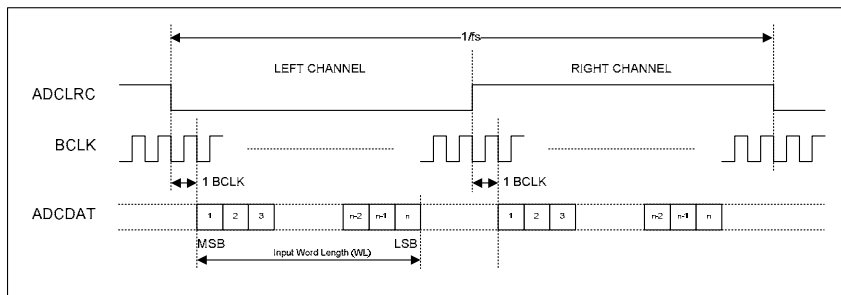 1/fs
LEFT CHANNEL RIGHT CHANNEL
ADCLRC
BCLK
1 BCLK 1 BCLK
ADCDAT
1 2 3 n-2 n-1 n 1 2 3 n-2 n-1 n
MSB LSB
Input Word Length (WL)